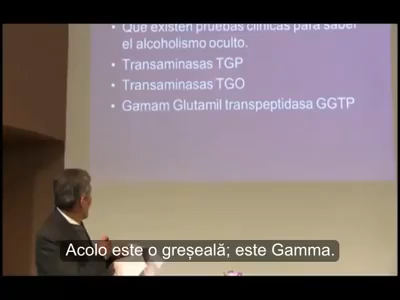 Que existen pruebas clínicas para saber
el alcoholismo oculto.
Transaminasas TGP
Transaminasas TGO
Gamam Glutamil transpeptidasa GGTP
Acolo este o greșeală; este Gamma.